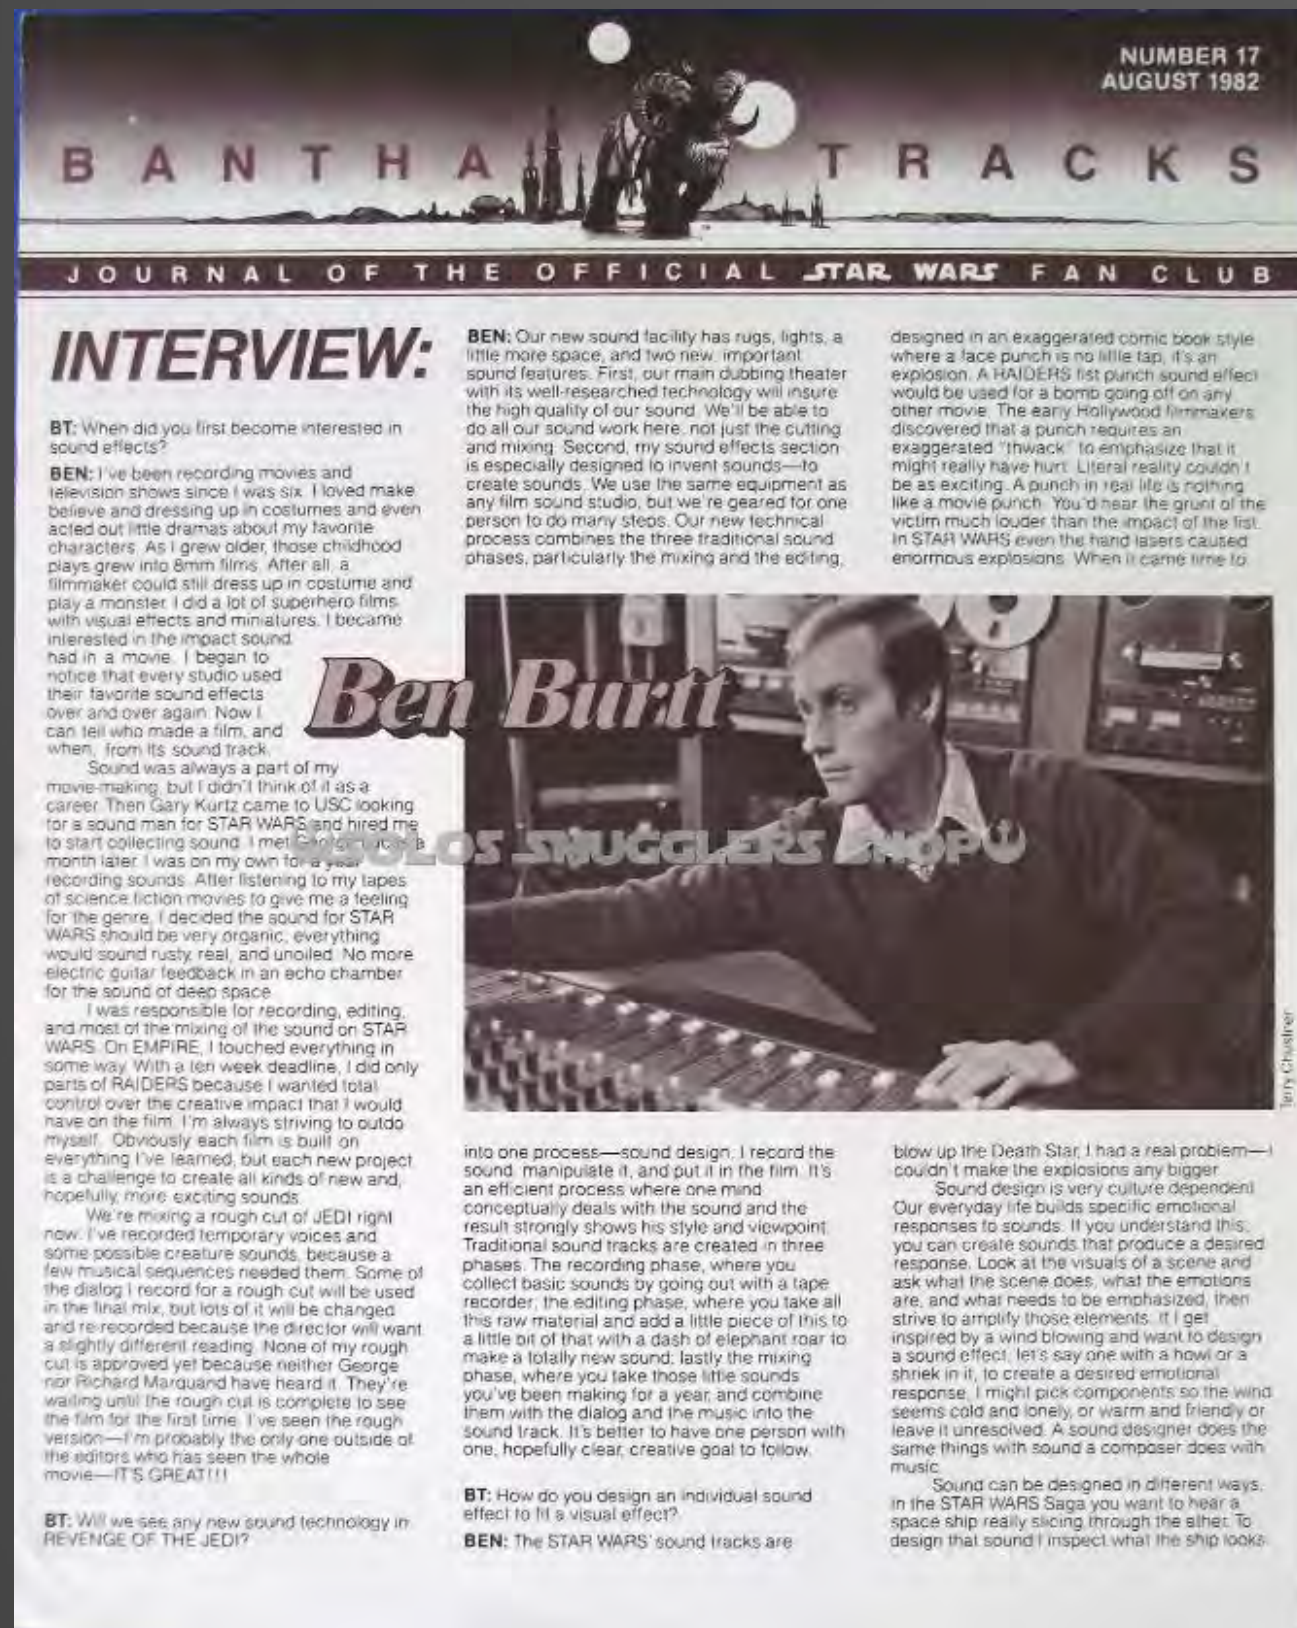 NUMBER 17
AUGUST 1982
BANTHA TRACKS
JOURNAL OF THE OFFICIAL STAR WARS FAN CLUB
INTERVIEW:
Ben Burtt
BT: When did you first become interested in
sound effects?
BEN: I've been recording movies and
television shows since I was six. I loved make
believe and dressing up in costumes and even
acted out little dramas about my favorite
characters. As I grew older, those childhood
plays grew into 8mm films. After all, a
filmmaker could still dress up in costume and
play a monster. I did a lot of superhero films
with visual effects and miniatures. I became
interested in the impact sound
had in a movie. I began to
notice that every studio used
their favorite sound effects
over and over again. Now I
can tell who made a film, and
when, from its sound track.
Sound was always a part of my
movie-making, but I didn't think of it as a
career. Then Gary Kurtz came to USC looking
for a sound man for STAR WARS and hired me
to start collecting sound. I met a
month later. I was on my own for a year
recording sounds. After listening to my tapes
of science fiction movies to give me a feeling
for the genre, I decided the sound for STAR
WARS should be very organic, everything
would sound rusty, real, and unoiled. No more
electric guitar feedback in an echo chamber
for the sound of deep space.
I was responsible for recording, editing,
and most of the mixing of the sound on STAR
WARS. On EMPIRE, I touched everything in
some way. With a ten week deadline, I did only
parts of RAIDERS because I wanted total
control over the creative impact that I would
have on the film. I'm always striving to outdo
myself. Obviously each film is built on
everything I've learned, but each new project
is a challenge to create all kinds of new and,
hopefully, more exciting sounds.
We're mixing a rough cut of JEDI right
now. I've recorded temporary voices and
some possible creature sounds, because a
few musical sequences needed them. Some of
the dialog I record for a rough cut will be used
in the final mix, but lots of it will be changed
and re-recorded because the director will want
a slightly different reading. None of my rough
cut is approved yet because neither George
nor Richard Marquand have heard it. They're
waiting until the rough cut is complete to see
the film for the first time. I've seen the rough
version—I'm probably the only one outside of
the editors who has seen the whole
movie—IT'S GREAT!!!
BT: Will we see any new sound technology in
REVENGE OF THE JEDI?
BEN: Our new sound facility has rugs, lights, a
little more space, and two new, important
sound features. First, our main dubbing theater
with its well-researched technology will insure
the high quality of our sound. We'll be able to
do all our sound work here, not just the cutting
and mixing. Second, my sound effects section
is especially designed to invent sounds—to
create sounds. We use the same equipment as
any film sound studio, but we're geared for one
person to do many steps. Our new technical
process combines the three traditional sound
phases, particularly the mixing and the editing,
into one process—sound design. I record the
sound, manipulate it, and put it in the film. It's
an efficient process where one mind
conceptually deals with the sound and the
result strongly shows his style and viewpoint.
Traditional sound tracks are created in three
phases. The recording phase, where you
collect basic sounds by going out with a tape
recorder; the editing phase, where you take all
this raw material and add a little piece of this to
a little bit of that with a dash of elephant roar to
make a totally new sound; lastly the mixing
phase, where you take those little sounds
you've been making for a year, and combine
them with the dialog and the music into the
sound track. It's better to have one person with
one, hopefully clear, creative goal to follow.
BT: How do you design an individual sound
effect to fit a visual effect?
BEN: The STAR WARS' sound tracks are
designed in an exaggerated comic book style
where a face punch is no little tap, it's an
explosion. A RAIDERS fist punch sound effect
would be used for a bomb going off on any
other movie. The early Hollywood filmmakers
discovered that a punch requires an
exaggerated "thwack" to emphasize that it
might really have hurt. Literal reality couldn't
be as exciting. A punch in real life is nothing
like a movie punch. You'd hear the grunt of the
victim much louder than the impact of the fist.
In STAR WARS even the hand lasers caused
enormous explosions. When it came time to
blow up the Death Star, I had a real problem—I
couldn't make the explosions any bigger.
Sound design is very culture dependent.
Our everyday life builds specific emotional
responses to sounds. If you understand this,
you can create sounds that produce a desired
response. Look at the visuals of a scene and
ask what the scene does, what the emotions
are, and what needs to be emphasized, then
strive to amplify those elements. If I get
inspired by a wind blowing and want to design
a sound effect, let's say one with a howl or a
shriek in it, to create a desired emotional
response, I might pick components so the wind
seems cold and lonely, or warm and friendly or
leave it unresolved. A sound designer does the
same things with sound a composer does with
music.
Sound can be designed in different ways.
In the STAR WARS Saga you want to hear a
space ship really slicing through the ether. To
design that sound I inspect what the ship looks
Terry Chostner
SMUGGLERS SHOP